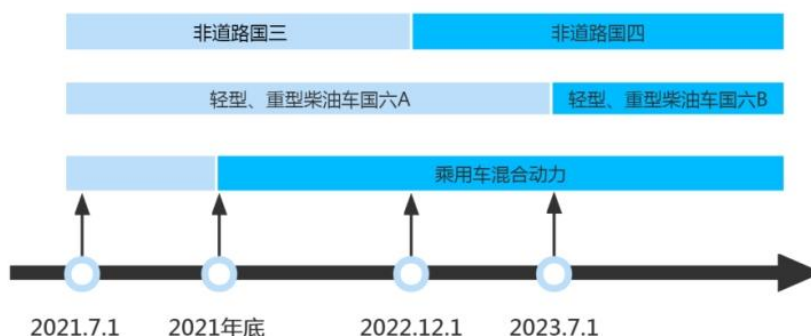 非道路国三 非道路国四
轻型、重型柴油车国六A 轻型、重型柴油车国六B
乘用车混合动力
2021.7.1 2021年底 2022.12.1 2023.7.1